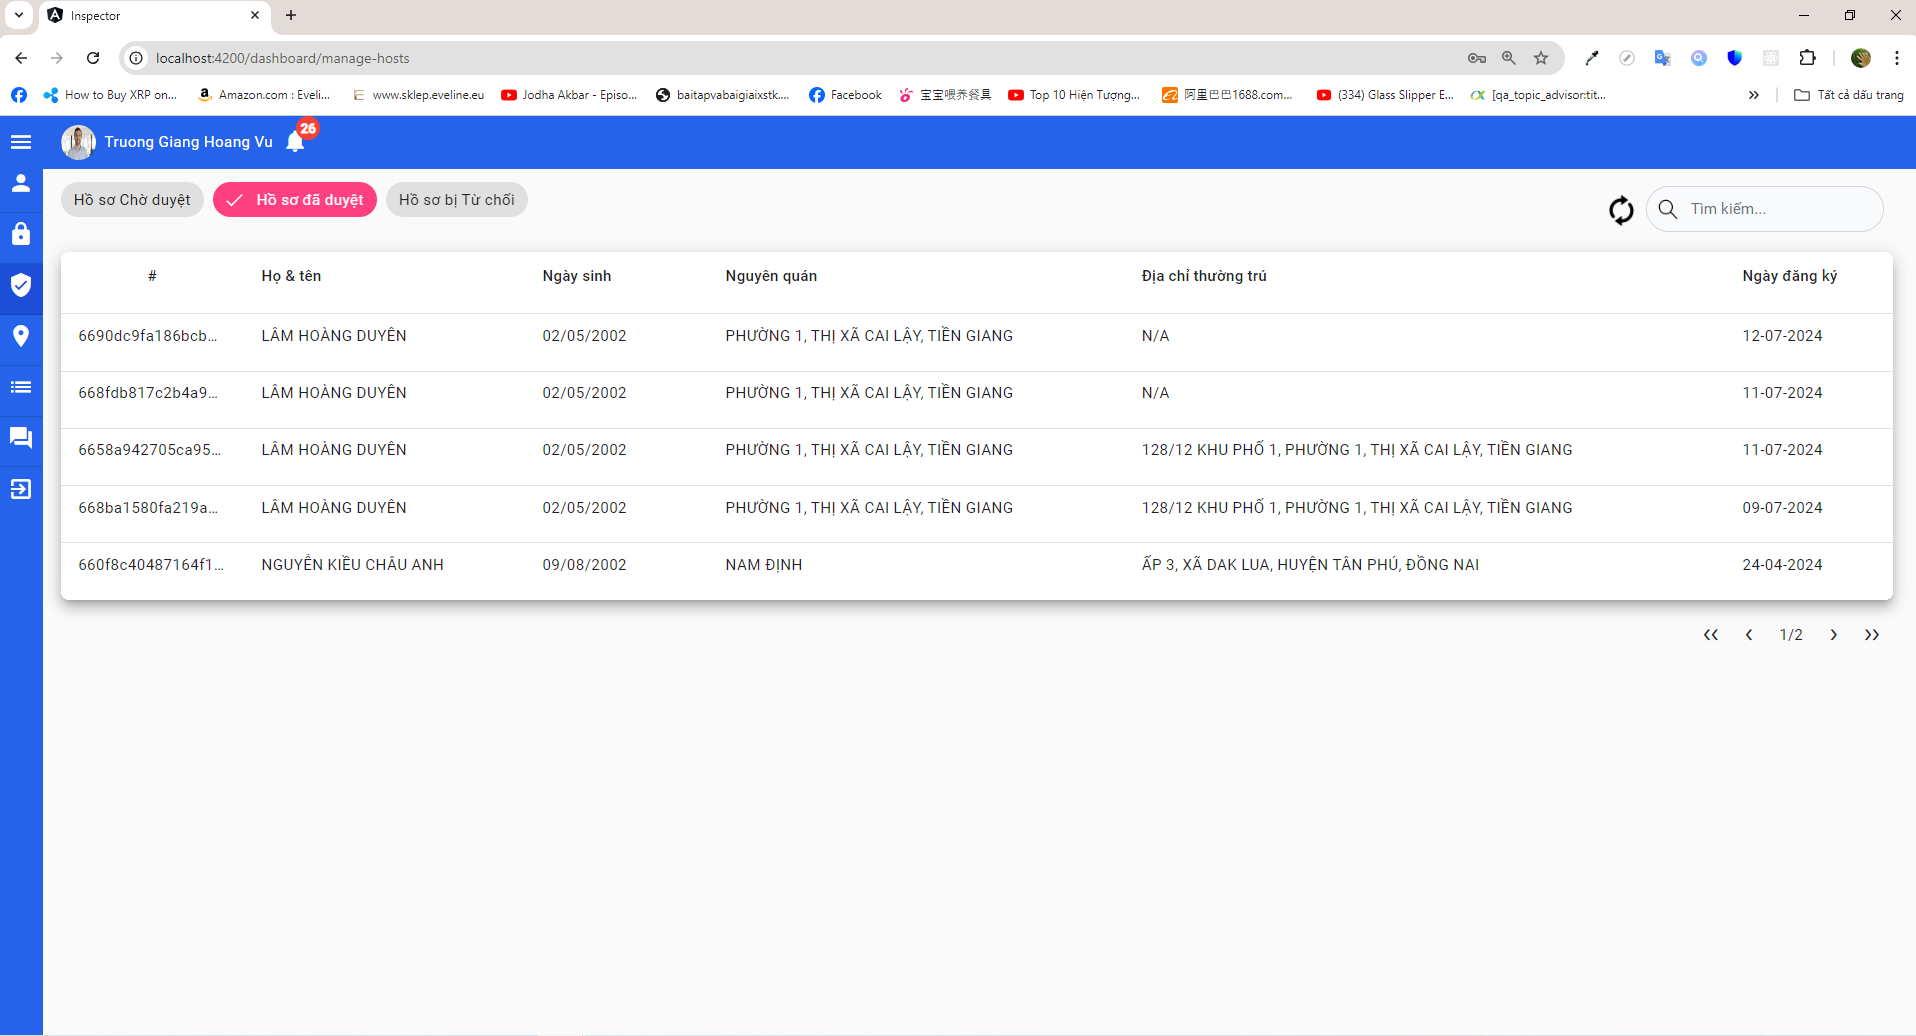 Inspector
localhost:4200/dashboard/manage-hosts
How to Buy XRP on...
Amazon.com : Eveli...
www.sklep.eveline.eu
Jodha Akbar - Episo...
baitapvabaigiaixstk....
Facebook
宝宝喂养餐具
Top 10 Hiện Tượng...
阿里巴巴1688.com...
(334) Glass Slipper E...
[qa_topic_advisor:tit...
Tất cả dấu trang
Truong Giang Hoang Vu
26
Hồ sơ Chờ duyệt
Hồ sơ đã duyệt
Hồ sơ bị Từ chối
Tìm kiếm...
# Họ & tên Ngày sinh Nguyên quán Địa chỉ thường trú Ngày đăng ký
6690dc9fa186bcb... LÂM HOÀNG DUYÊN 02/05/2002 PHƯỜNG 1, THỊ XÃ CAI LẬY, TIỀN GIANG N/A 12-07-2024
668fdb817c2b4a9... LÂM HOÀNG DUYÊN 02/05/2002 PHƯỜNG 1, THỊ XÃ CAI LẬY, TIỀN GIANG N/A 11-07-2024
6658a942705ca95... LÂM HOÀNG DUYÊN 02/05/2002 PHƯỜNG 1, THỊ XÃ CAI LẬY, TIỀN GIANG 128/12 KHU PHỐ 1, PHƯỜNG 1, THỊ XÃ CAI LẬY, TIỀN GIANG 11-07-2024
668ba1580fa219a... LÂM HOÀNG DUYÊN 02/05/2002 PHƯỜNG 1, THỊ XÃ CAI LẬY, TIỀN GIANG 128/12 KHU PHỐ 1, PHƯỜNG 1, THỊ XÃ CAI LẬY, TIỀN GIANG 09-07-2024
660f8c40487164f1... NGUYỄN KIỀU CHÂU ANH 09/08/2002 NAM ĐỊNH ẤP 3, XÃ DAK LUA, HUYỆN TÂN PHÚ, ĐỒNG NAI 24-04-2024
1/2